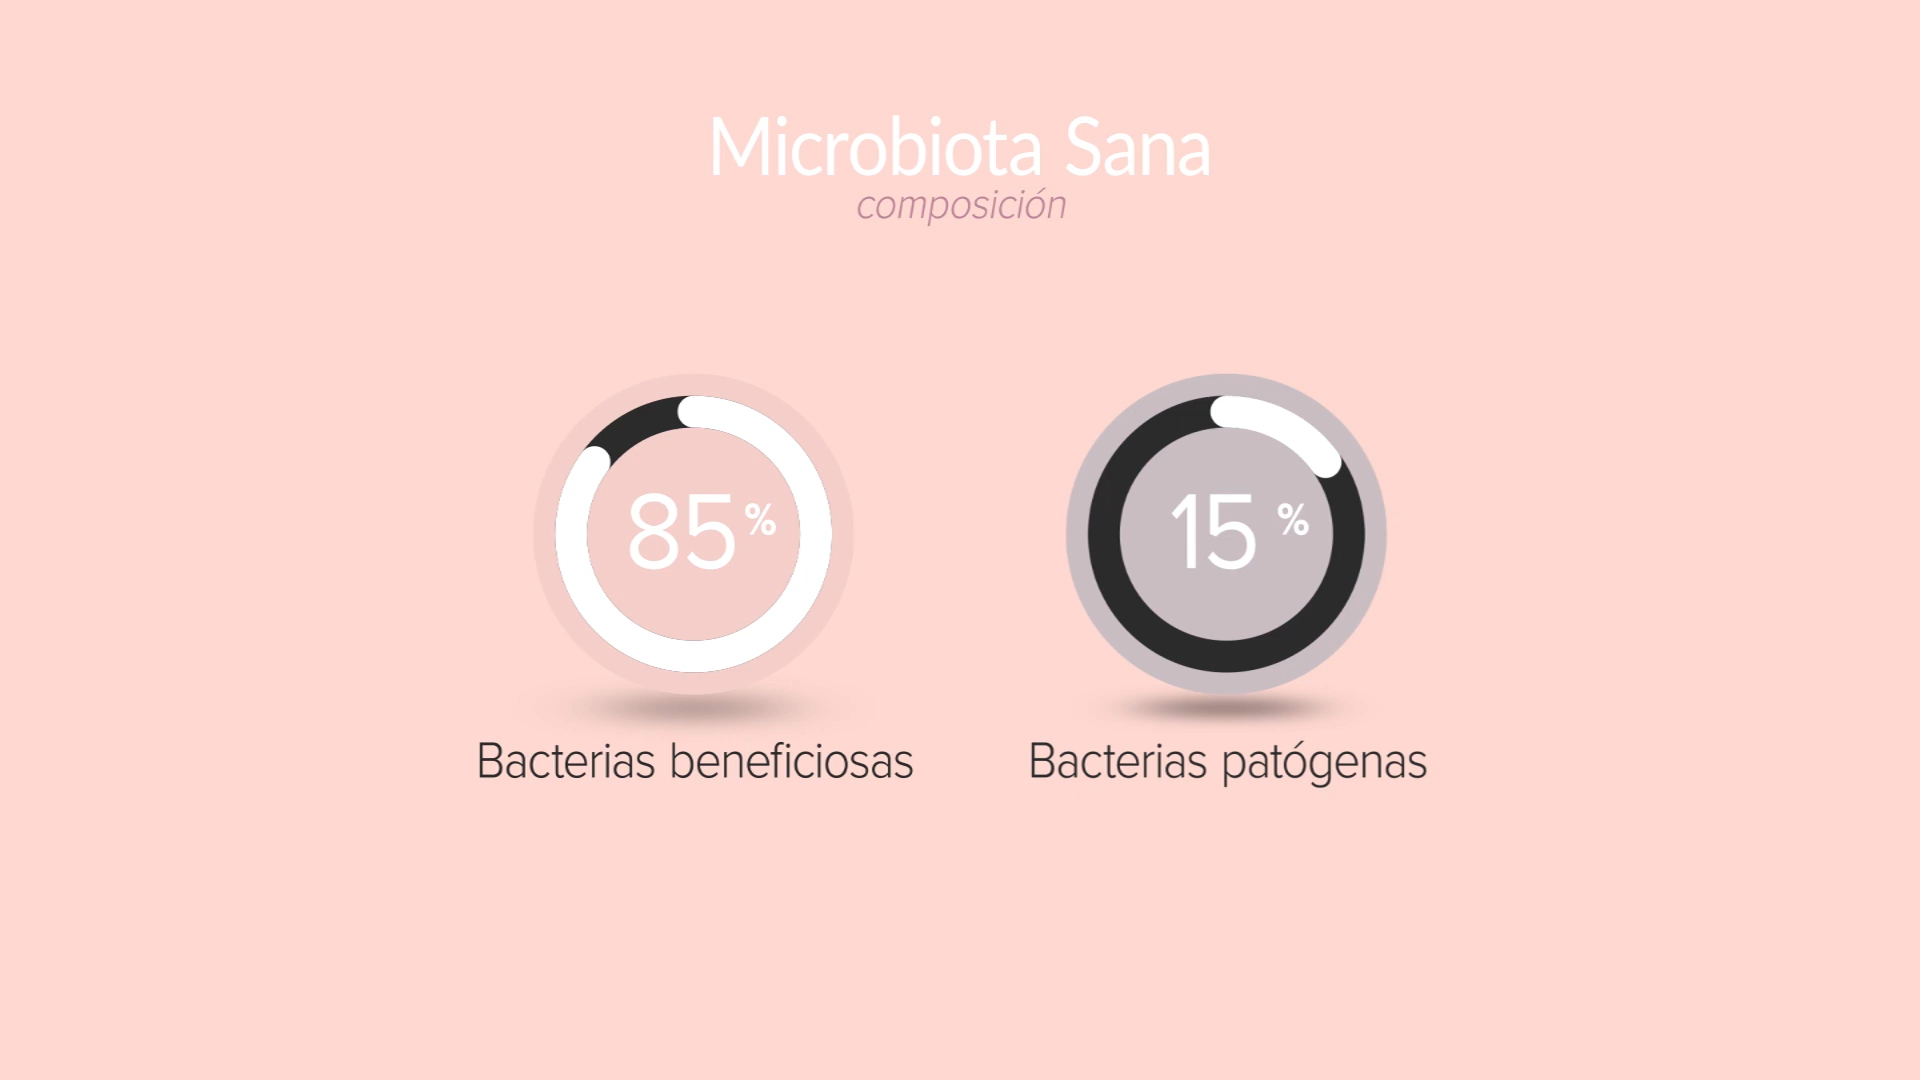 Microbiota Sana
composición
85%
15 %
Bacterias beneficiosas
Bacterias patógenas